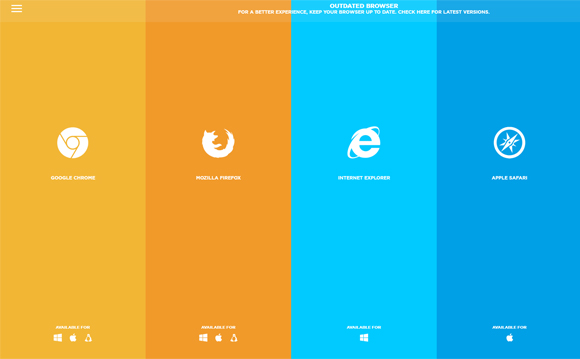 OUTDATED BROWSER
FOR A BETTER EXPERIENCE, KEEP YOUR BROWSER UP TO DATE. CHECK HERE FOR LATEST VERSIONS.
GOOGLE CHROME
MOZILLA FIREFOX
INTERNET EXPLORER
APPLE SAFARI
AVAILABLE FOR
AVAILABLE FOR
AVAILABLE FOR
AVAILABLE FOR